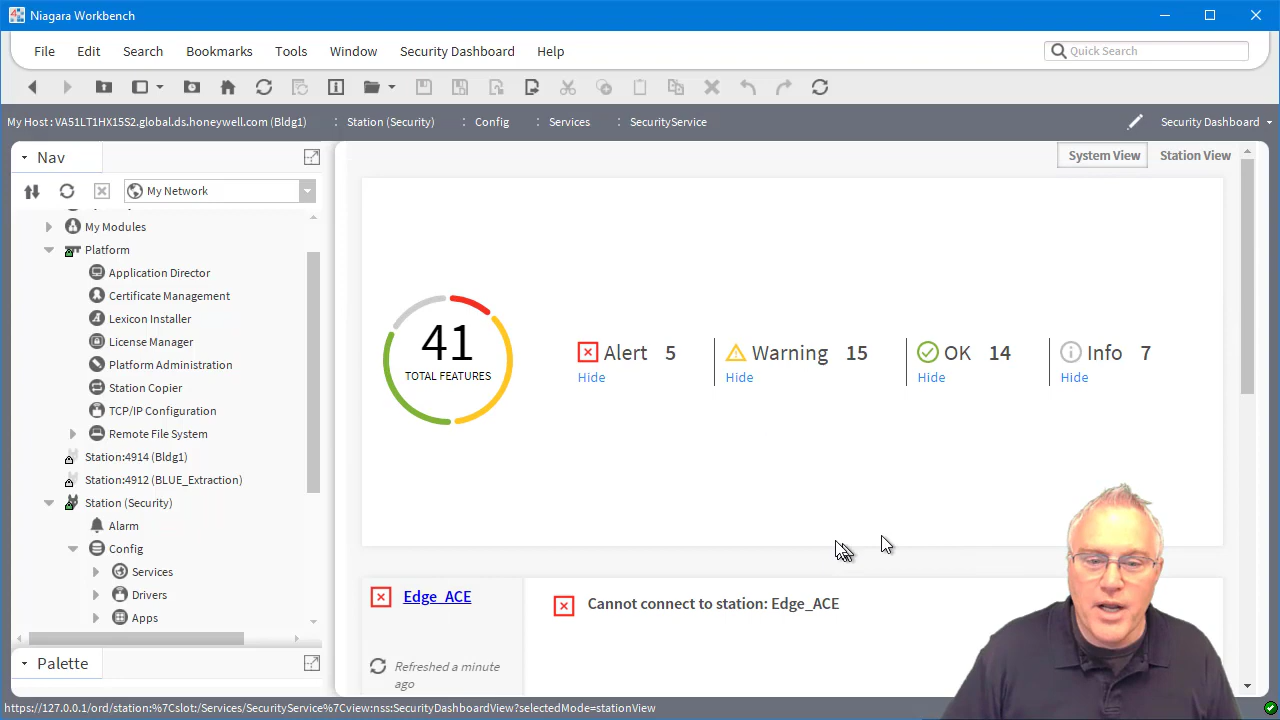 Niagara Workbench
File Edit Search Bookmarks Tools Window Security Dashboard Help
Quick Search
My Host : VA51LT1HX15S2.global.ds.honeywell.com (Bldg1) : Station (Security) : Config : Services : SecurityService
Security Dashboard
Nav
My Network
My Modules
Platform
Application Director
Certificate Management
Lexicon Installer
License Manager
Platform Administration
Station Copier
TCP/IP Configuration
Remote File System
Station:4914 (Bldg1)
Station:4912 (BLUE_Extraction)
Station (Security)
Alarm
Config
Services
Drivers
Apps
Palette
System View Station View
41
TOTAL FEATURES
Alert 5
Hide
Warning 15
Hide
OK 14
Hide
Info 7
Hide
Edge_ACE
Refreshed a minute
ago
Cannot connect to station: Edge_ACE
https://127.0.0.1/ord/station:%7Cslot:/Services/SecurityService%7Cview:nss:SecurityDashboardView?selectedMode=stationView